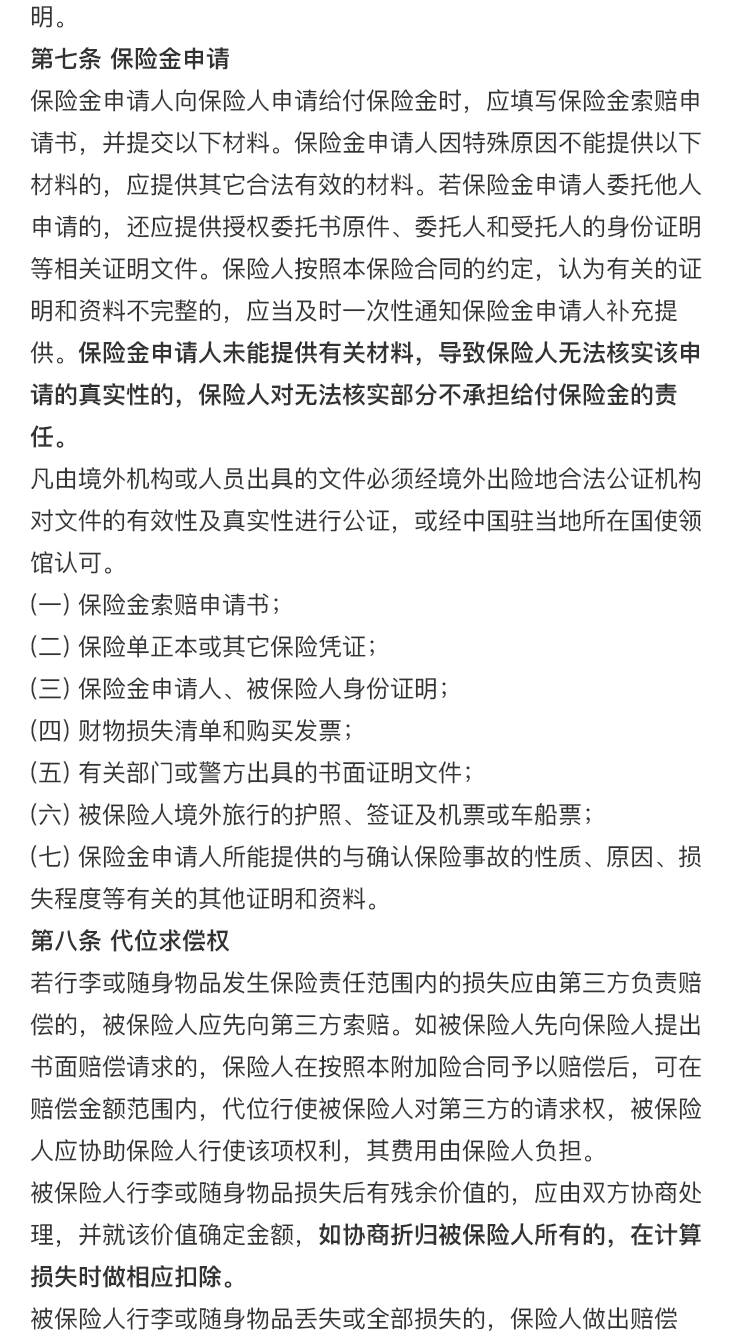 明。
第七条 保险金申请
保险金申请人向保险人申请给付保险金时，应填写保险金索赔申
请书，并提交以下材料。保险金申请人因特殊原因不能提供以下
材料的，应提供其它合法有效的材料。若保险金申请人委托他人
申请的，还应提供授权委托书原件、委托人和受托人的身份证明
等相关证明文件。保险人按照本保险合同的约定，认为有关的证
明和资料不完整的，应当及时一次性通知保险金申请人补充提
供。保险金申请人未能提供有关材料，导致保险人无法核实该申
请的真实性的，保险人对无法核实部分不承担给付保险金的责
任。
凡由境外机构或人员出具的文件必须经境外出险地合法公证机构
对文件的有效性及真实性进行公证，或经中国驻当地所在国使领
馆认可。
(一) 保险金索赔申请书；
(二) 保险单正本或其它保险凭证；
(三) 保险金申请人、被保险人身份证明；
(四) 财物损失清单和购买发票；
(五) 有关部门或警方出具的书面证明文件；
(六) 被保险人境外旅行的护照、签证及机票或车船票；
(七) 保险金申请人所能提供的与确认保险事故的性质、原因、损
失程度等有关的其他证明和资料。
第八条 代位求偿权
若行李或随身物品发生保险责任范围内的损失应由第三方负责赔
偿的，被保险人应先向第三方索赔。如被保险人先向保险人提出
书面赔偿请求的，保险人在按照本附加险合同予以赔偿后，可在
赔偿金额范围内，代位行使被保险人对第三方的请求权，被保险
人应协助保险人行使该项权利，其费用由保险人负担。
被保险人行李或随身物品损失后有残余价值的，应由双方协商处
理，并就该价值确定金额，如协商折归被保险人所有的，在计算
损失时做相应扣除。
被保险人行李或随身物品丢失或全部损失的，保险人做出赔偿